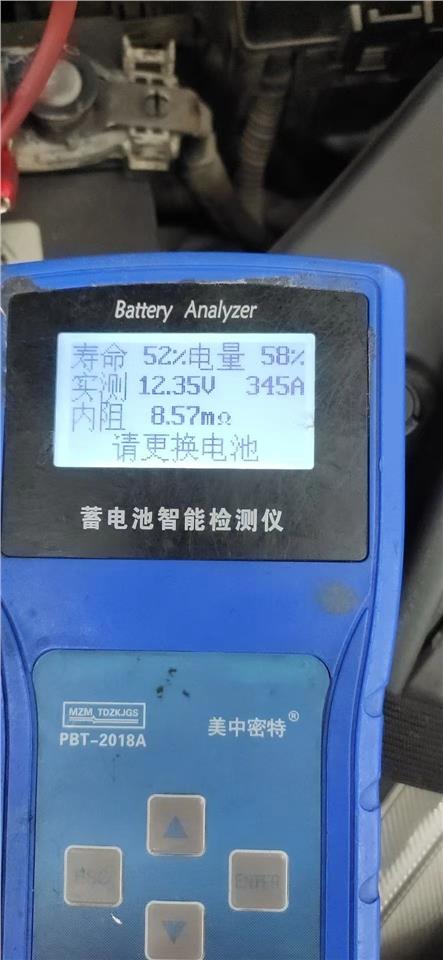 Battery Analyzer
寿命 52%电量 58%
实测 12.35V 345A
内阻 8.57mΩ
请更换电池
蓄电池智能检测仪
MZM_TDZKJGS
PBT-2018A
美中密特®
ESC
ENTER